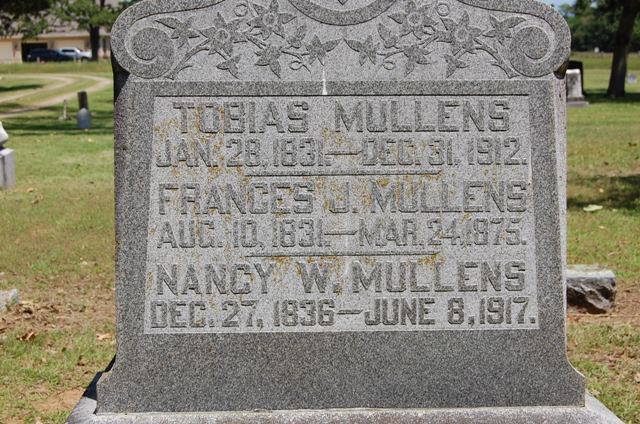 TOBIAS MULLENS
JAN. 28, 1831.—DEC. 31, 1912.
FRANCES J. MULLENS
AUG. 10, 1831.—MAR. 24, 1875.
NANCY W. MULLENS
DEC. 27, 1836—JUNE 8, 1917.